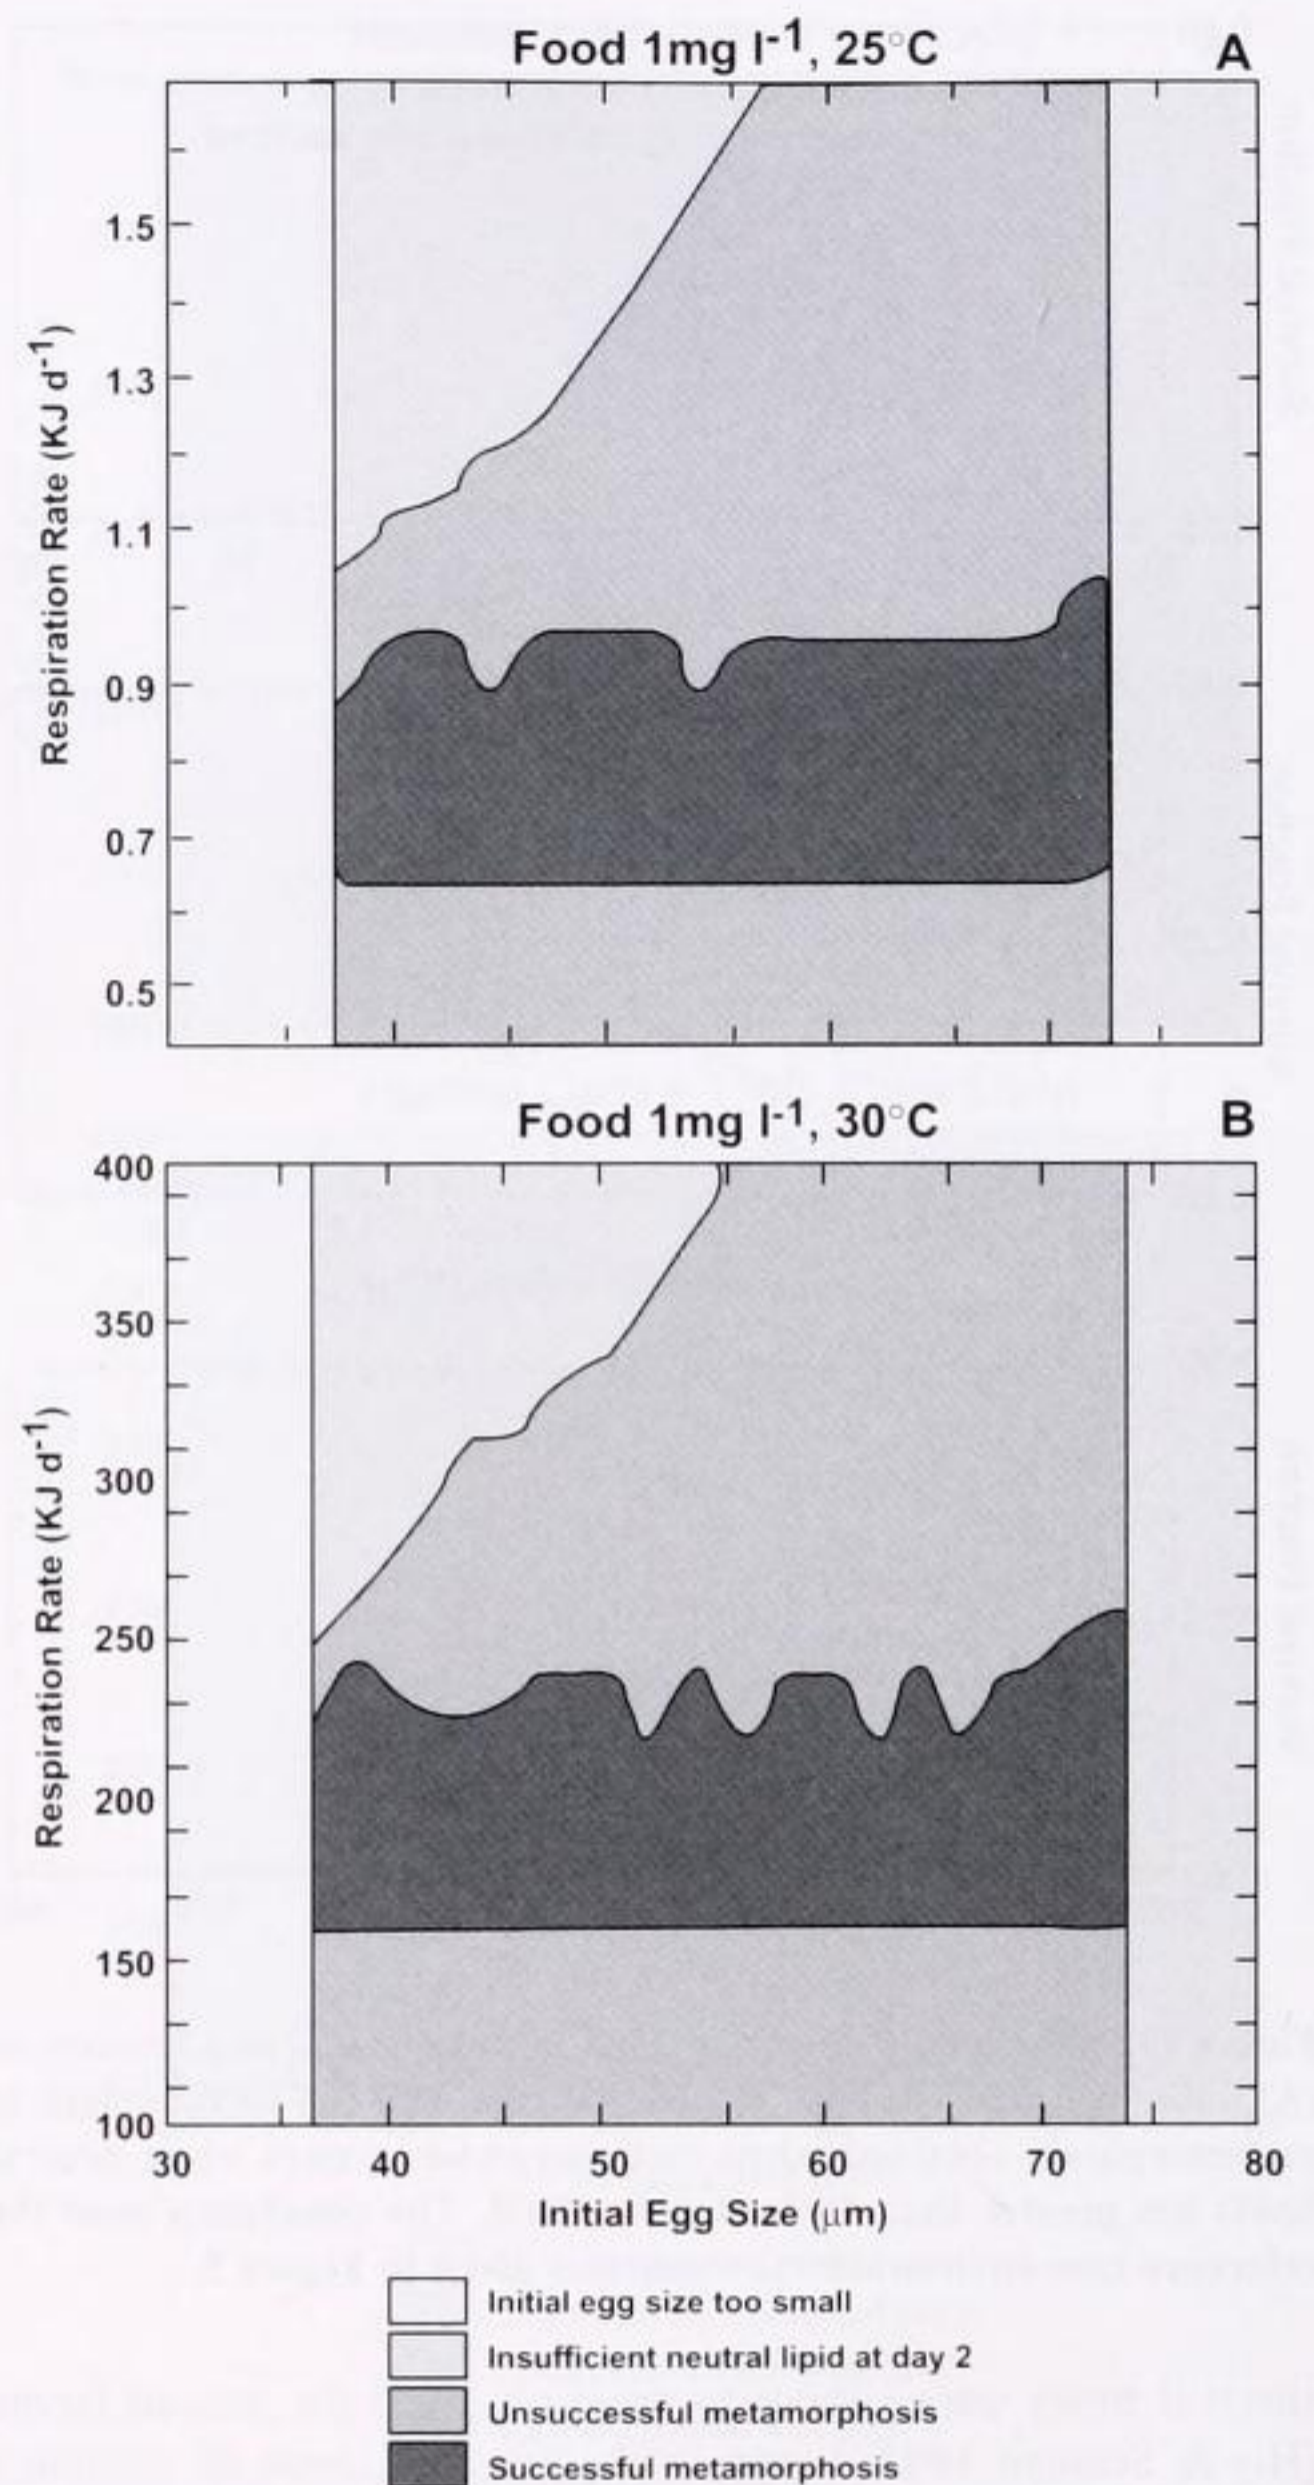 Food 1mg l-1, 25°C
A
1.5
1.3
1.1
0.9
0.7
0.5
Respiration Rate (KJ d-1)
Food 1mg l-1, 30°C
B
400
350
300
250
200
150
100
Respiration Rate (KJ d-1)
30 40 50 60 70 80
Initial Egg Size (μm)
Initial egg size too small
Insufficient neutral lipid at day 2
Unsuccessful metamorphosis
Successful metamorphosis